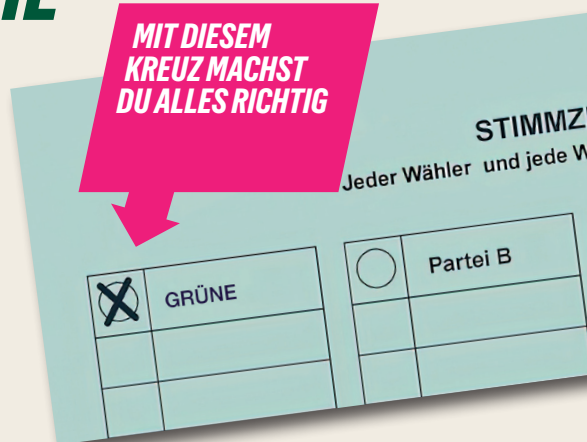 MIT DIESEM
KREUZ MACHST
DU ALLES RICHTIG
Jeder Wähler und jede
GRÜNE
Partei B